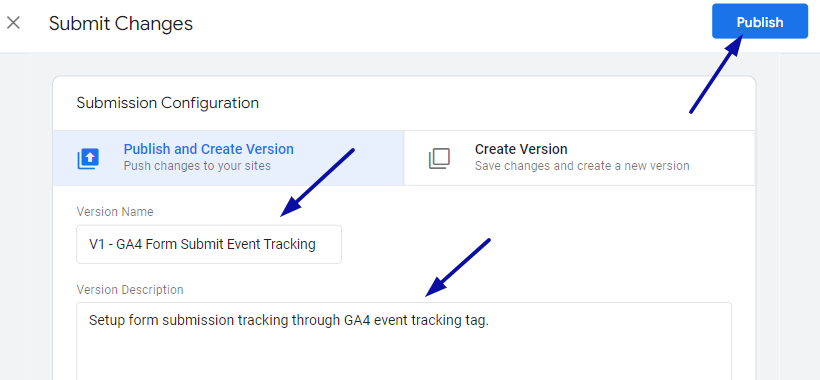 Submit Changes
Publish
Submission Configuration
Publish and Create Version
Push changes to your sites
Create Version
Save changes and create a new version
Version Name
V1 - GA4 Form Submit Event Tracking
Version Description
Setup form submission tracking through GA4 event tracking tag.